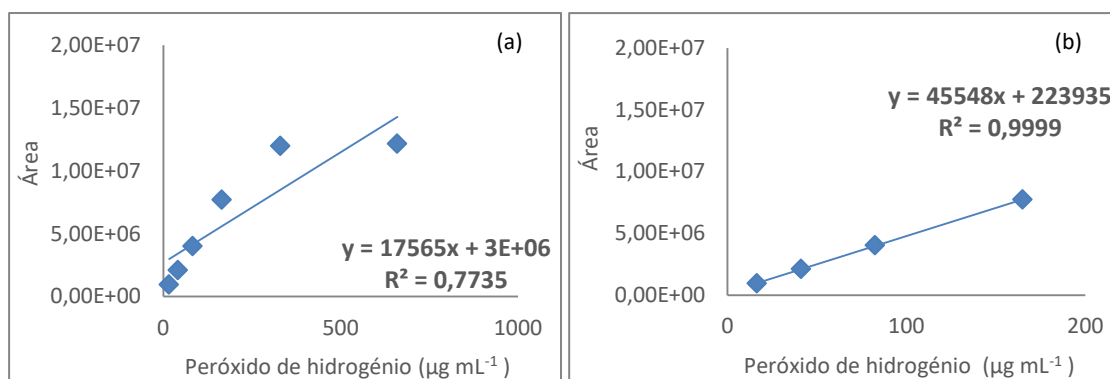 (a)
2,00E+07
1,50E+07
1,00E+07
5,00E+06
0,00E+00
Área
y = 17565x + 3E+06
R² = 0,7735
0 500 1000
Peróxido de hidrogénio (µg mL⁻¹ )
(b)
2,00E+07
1,50E+07
1,00E+07
5,00E+06
0,00E+00
Área
y = 45548x + 223935
R² = 0,9999
0 100 200
Peróxido de hidrogénio (µg mL⁻¹ )